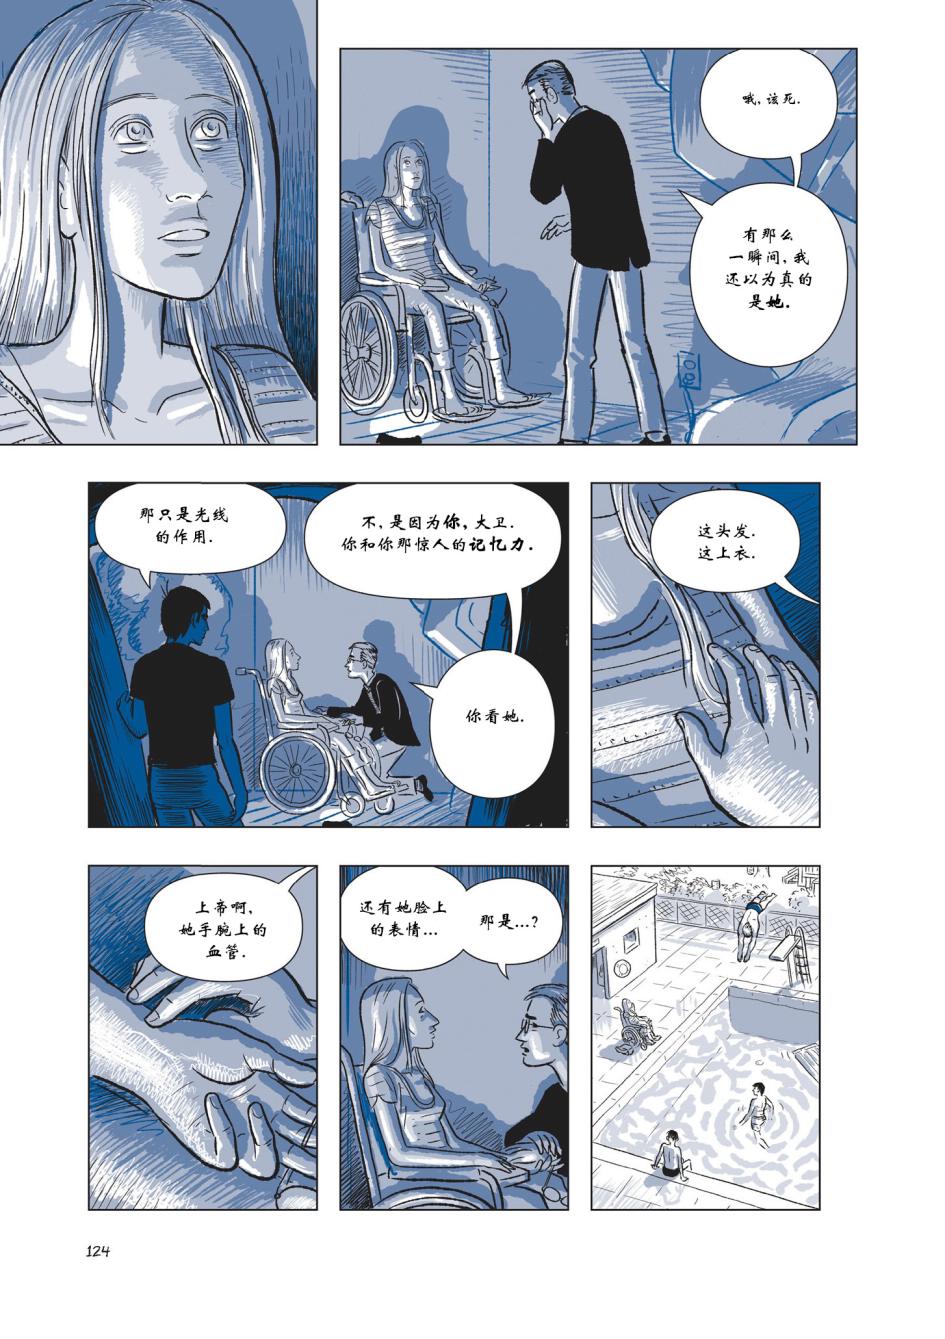 哦,该死.
有那么
一瞬间,我
还以为真的
是她.
那只是光线
的作用.
不,是因为你,大卫.
你和你那惊人的记忆力.
你看她.
这头发.
这上衣.
上帝啊,
她手腕上的
血管.
还有她脸上
的表情...
那是...?
124